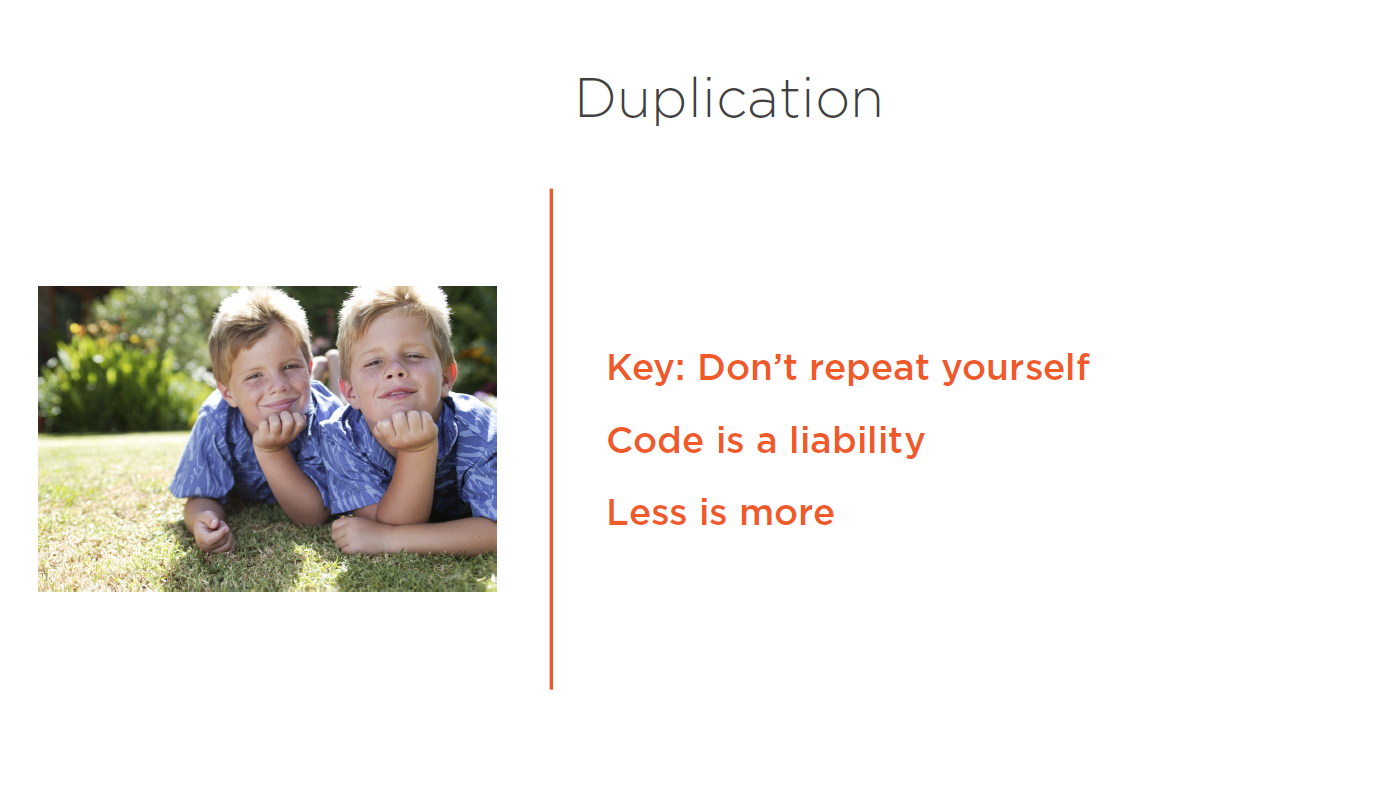 Duplication
Key: Don’t repeat yourself
Code is a liability
Less is more